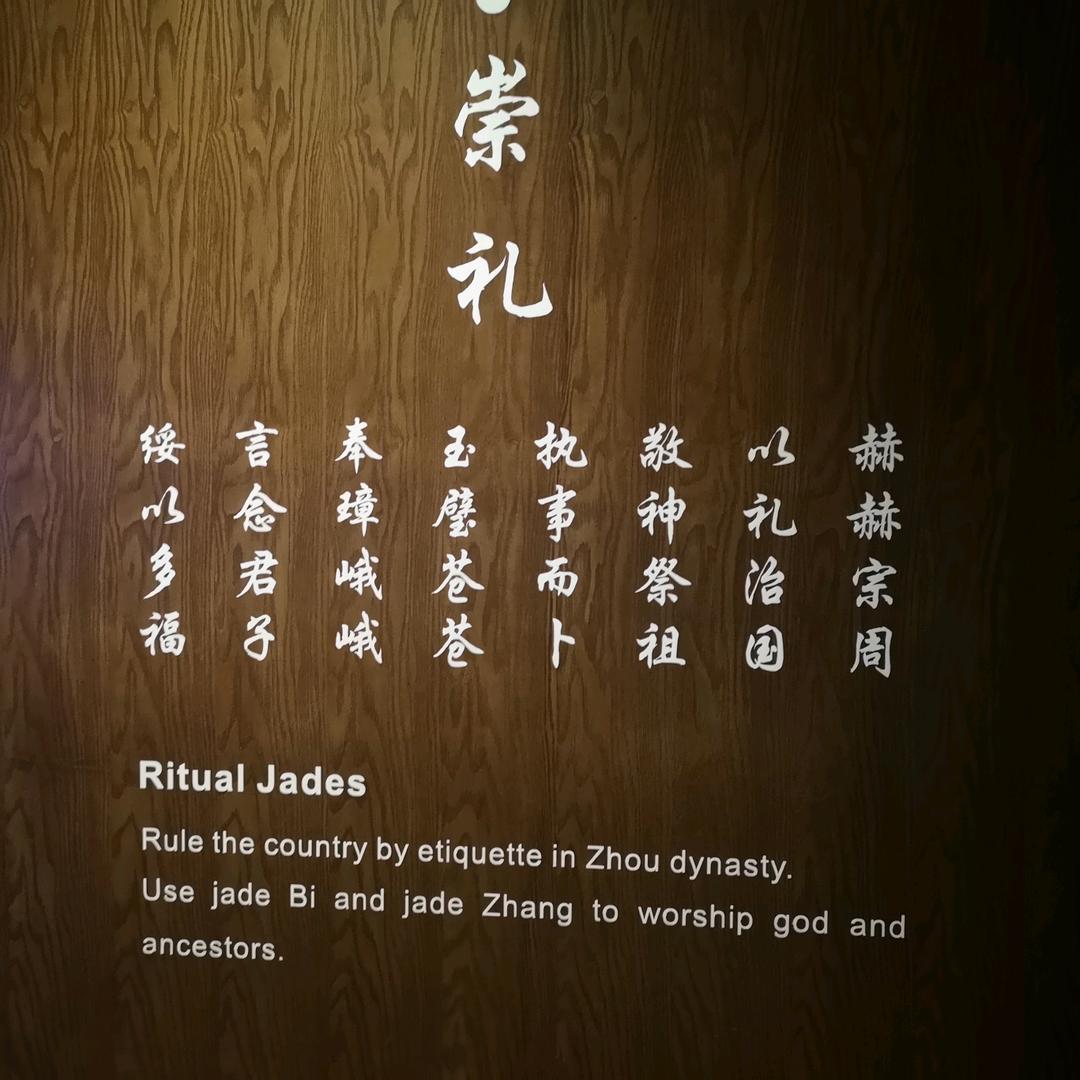 崇礼
赫赫宗周
以礼治国
敬神祭祖
执事而卜
玉璧苍苍
奉璋峨峨
言念君子
绥以多福
Ritual Jades
Rule the country by etiquette in Zhou dynasty.
Use jade Bi and jade Zhang to worship god and
ancestors.